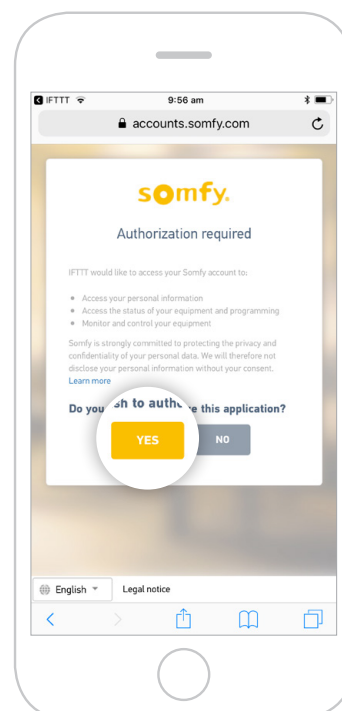 IFTTT 9:56 am
accounts.somfy.com
somfy.
Authorization required
IFTTT would like to access your Somfy account to:
• Access your personal information
• Access the status of your equipment and programming
• Monitor and control your equipment
Somfy is strongly committed to protecting the privacy and
confidentiality of your personal data. We will therefore not
disclose your personal information without your consent.
Learn more
Do you this application?
YES NO
English Legal notice